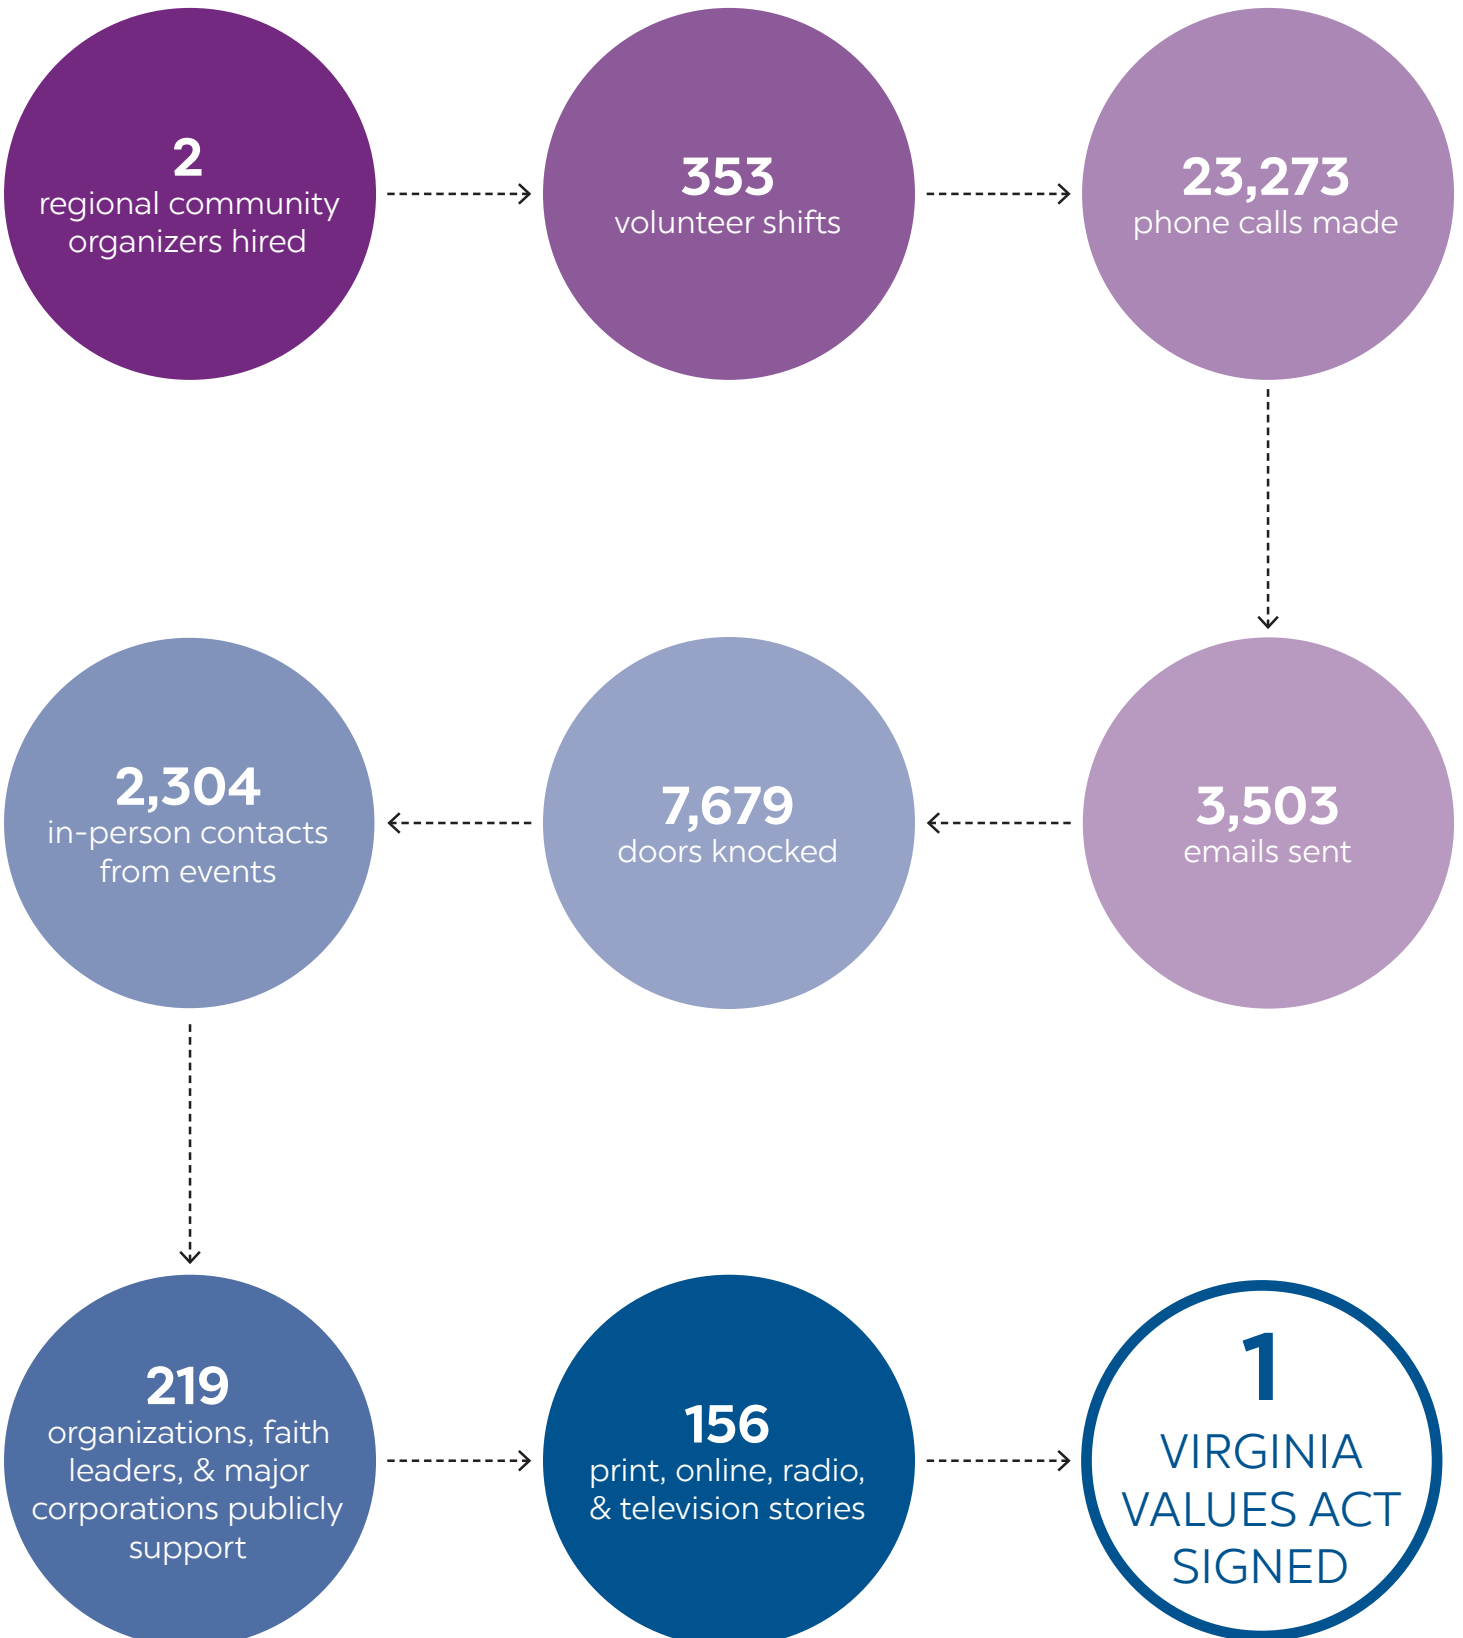 2
regional community
organizers hired
353
volunteer shifts
23,273
phone calls made
3,503
emails sent
7,679
doors knocked
2,304
in-person contacts
from events
219
organizations, faith
leaders, & major
corporations publicly
support
156
print, online, radio,
& television stories
1
VIRGINIA
VALUES ACT
SIGNED